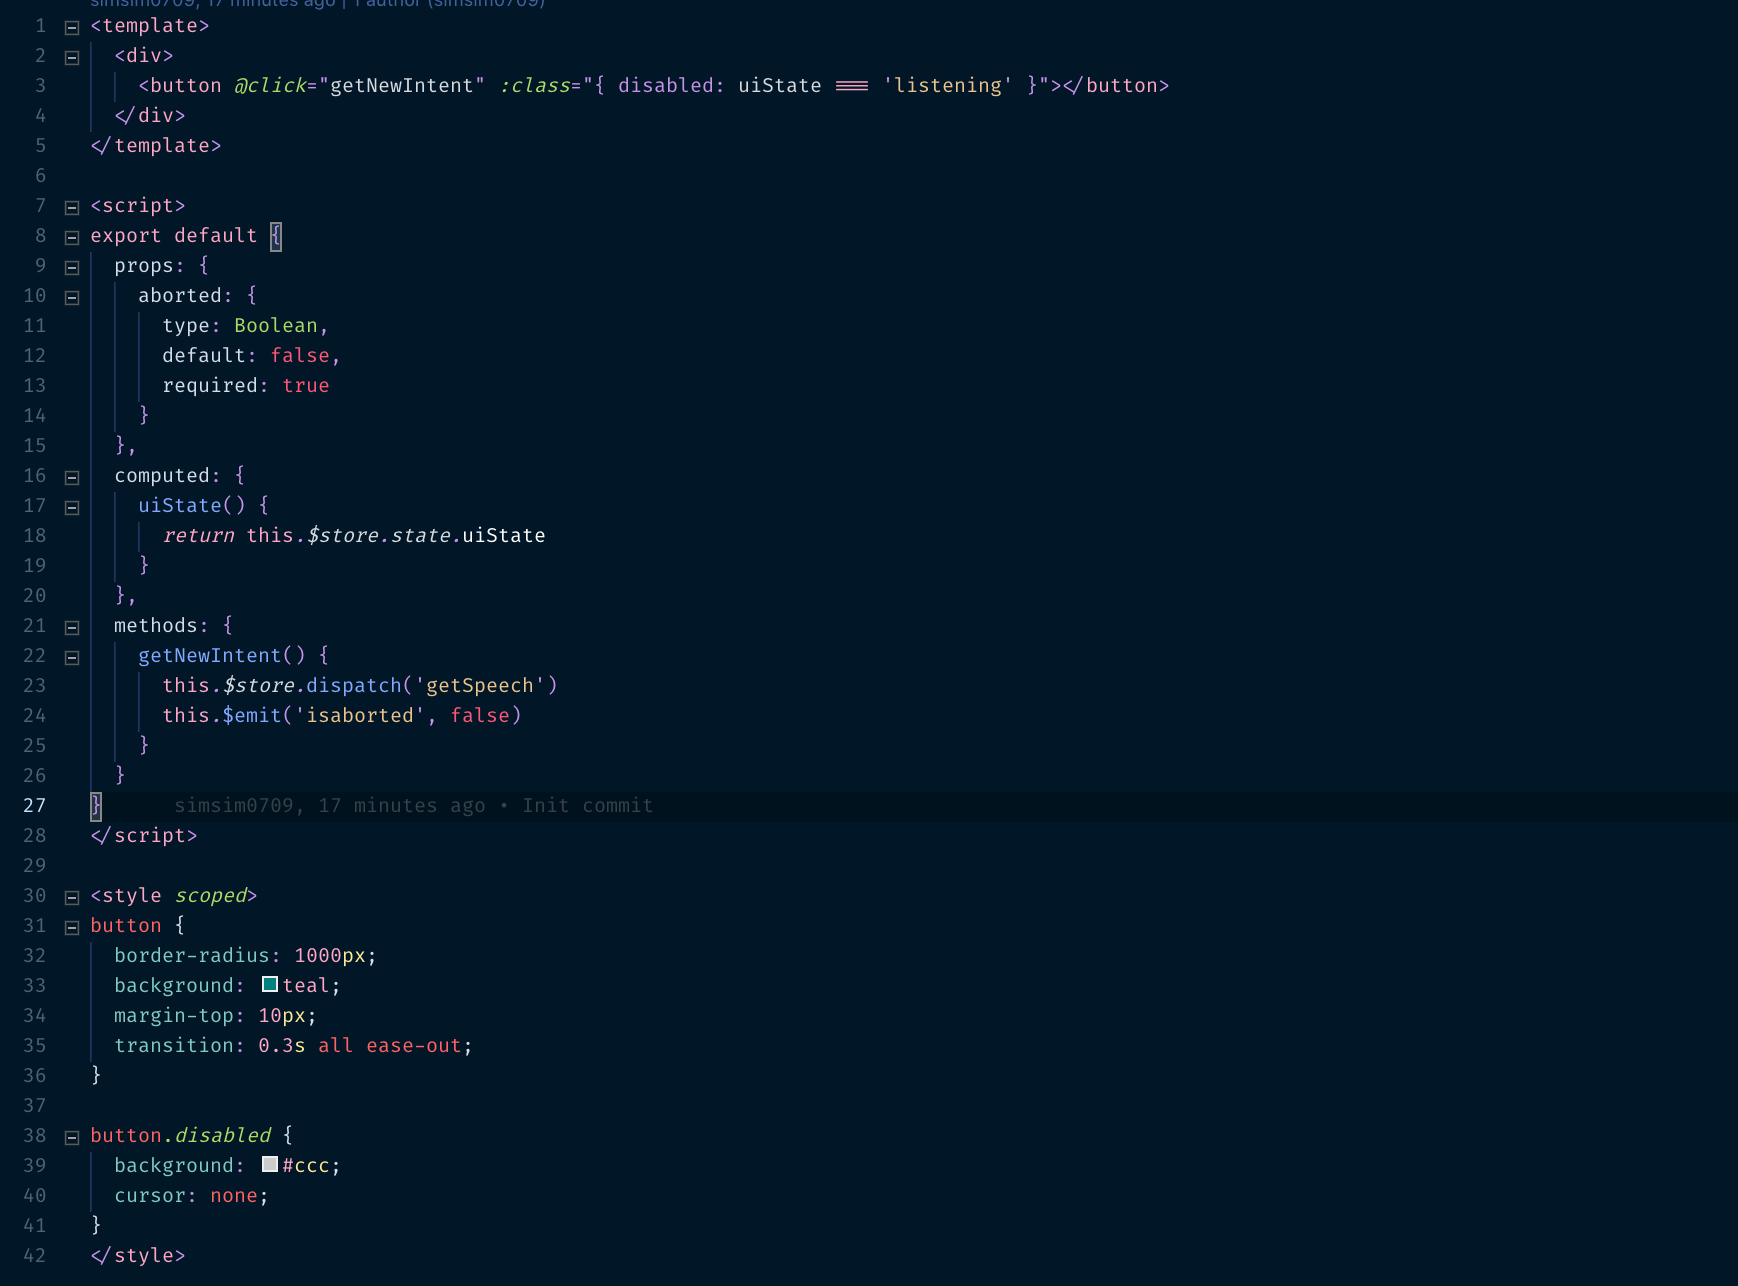 simsim0709, 17 minutes ago | 1 author (simsim0709)
1 <template>
2   <div>
3     <button @click="getNewIntent" :class="{ disabled: uiState === 'listening' }"></button>
4   </div>
5 </template>
6
7 <script>
8 export default {
9   props: {
10     aborted: {
11       type: Boolean,
12       default: false,
13       required: true
14     }
15   },
16   computed: {
17     uiState() {
18       return this.$store.state.uiState
19     }
20   },
21   methods: {
22     getNewIntent() {
23       this.$store.dispatch('getSpeech')
24       this.$emit('isaborted', false)
25     }
26   }
27 }      simsim0709, 17 minutes ago • Init commit
28 </script>
29
30 <style scoped>
31 button {
32   border-radius: 1000px;
33   background: teal;
34   margin-top: 10px;
35   transition: 0.3s all ease-out;
36 }
37
38 button.disabled {
39   background: #ccc;
40   cursor: none;
41 }
42 </style>